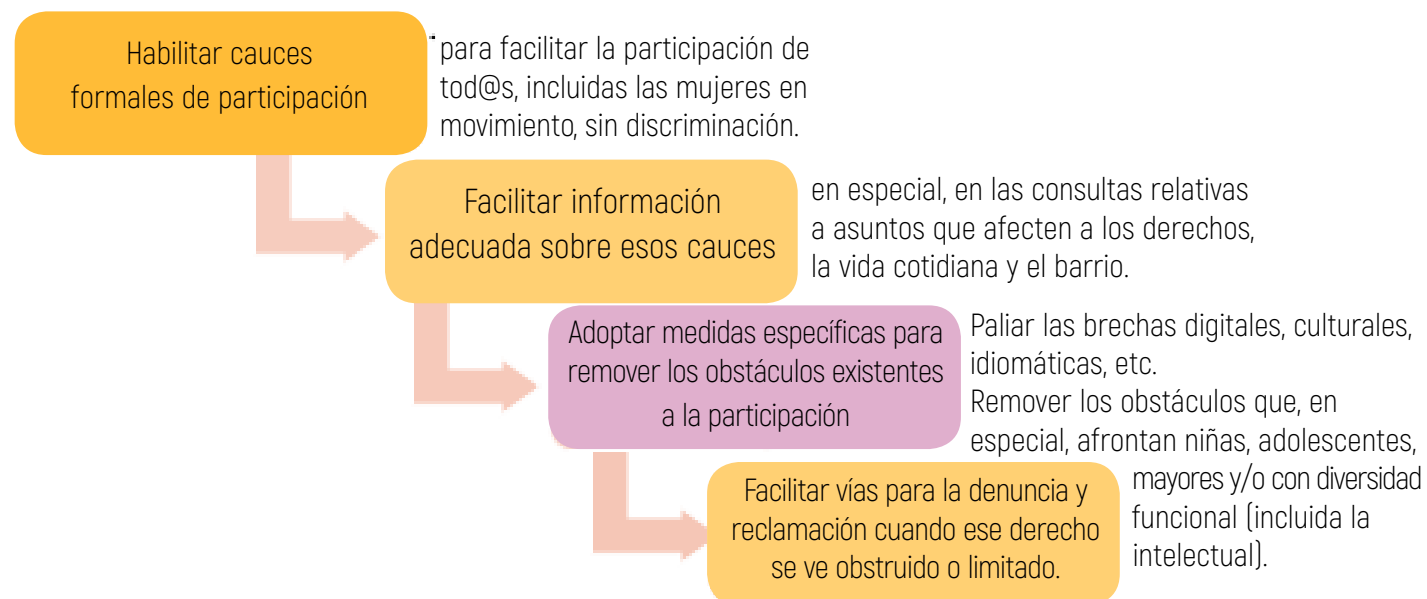 Habilitar cauces
formales de participación
para facilitar la participación de
tod@s, incluidas las mujeres en
movimiento, sin discriminación.
Facilitar información
adecuada sobre esos cauces
en especial, en las consultas relativas
a asuntos que afecten a los derechos,
la vida cotidiana y el barrio.
Adoptar medidas específicas para
remover los obstáculos existentes
a la participación
Paliar las brechas digitales, culturales,
idiomáticas, etc.
Remover los obstáculos que, en
especial, afrontan niñas, adolescentes,
mayores y/o con diversidad
funcional (incluida la
intelectual).
Facilitar vías para la denuncia y
reclamación cuando ese derecho
se ve obstruido o limitado.